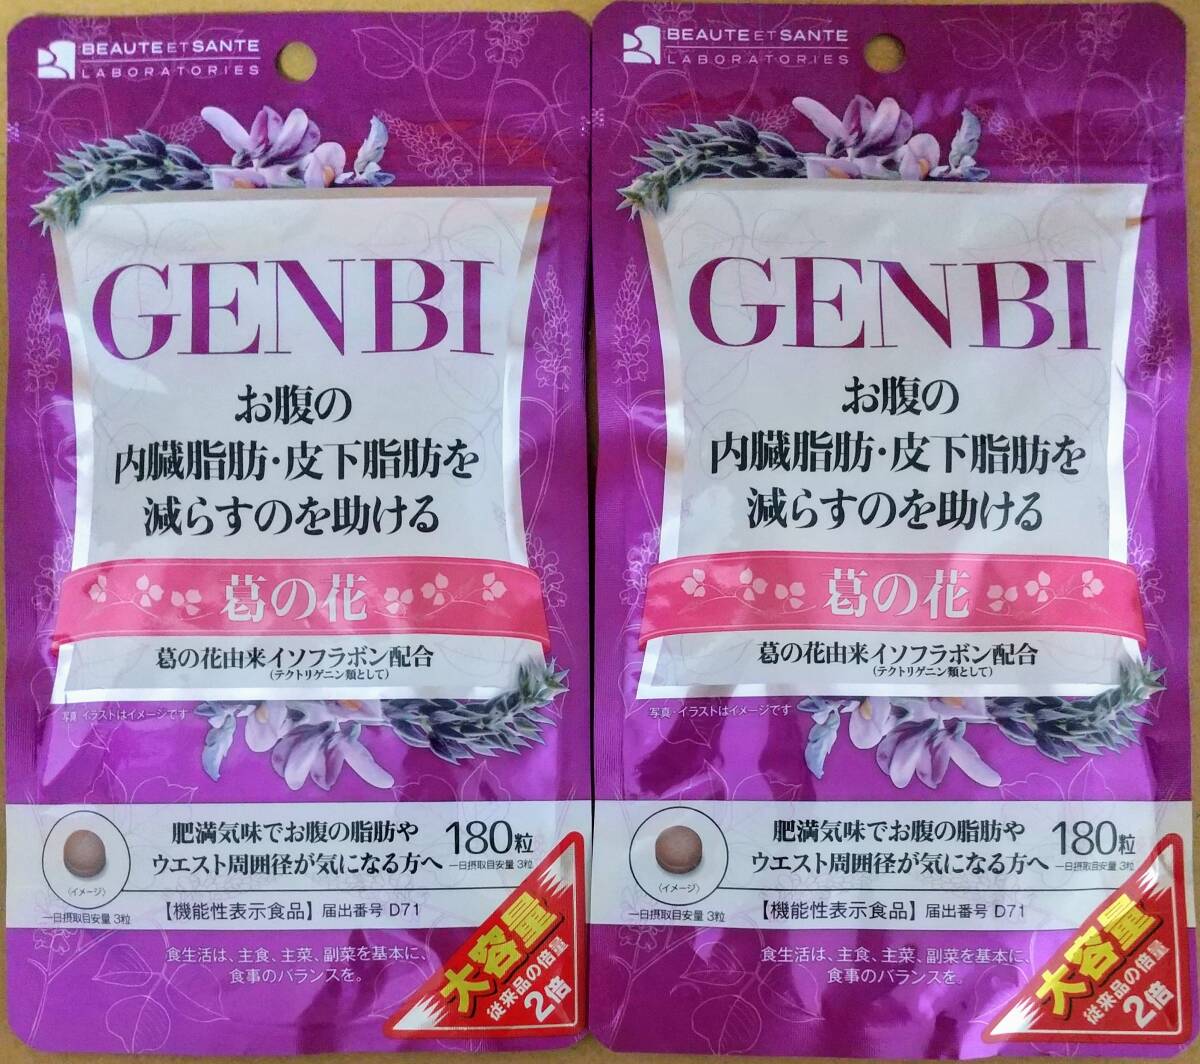 BEAUTE ET SANTE
LABORATORIES
GENBI
お腹の
内臓脂肪・皮下脂肪を
減らすのを助ける
葛の花
葛の花由来イソフラボン配合
(テクトリゲニン類として)
写真・イラストはイメージです
肥満気味でお腹の脂肪や
ウエスト周囲径が気になる方へ
180粒
一日摂取目安量 3粒
〈イメージ〉
一日摂取目安量 3粒
【機能性表示食品】 届出番号 D71
食生活は、主食、主菜、副菜を基本に、
食事のバランスを。
大容量
従来品の倍量
2倍
BEAUTE ET SANTE
LABORATORIES
GENBI
お腹の
内臓脂肪・皮下脂肪を
減らすのを助ける
葛の花
葛の花由来イソフラボン配合
(テクトリゲニン類として)
写真・イラストはイメージです
肥満気味でお腹の脂肪や
ウエスト周囲径が気になる方へ
180粒
一日摂取目安量 3粒
〈イメージ〉
一日摂取目安量 3粒
【機能性表示食品】 届出番号 D71
食生活は、主食、主菜、副菜を基本に、
食事のバランスを。
大容量
従来品の倍量
2倍